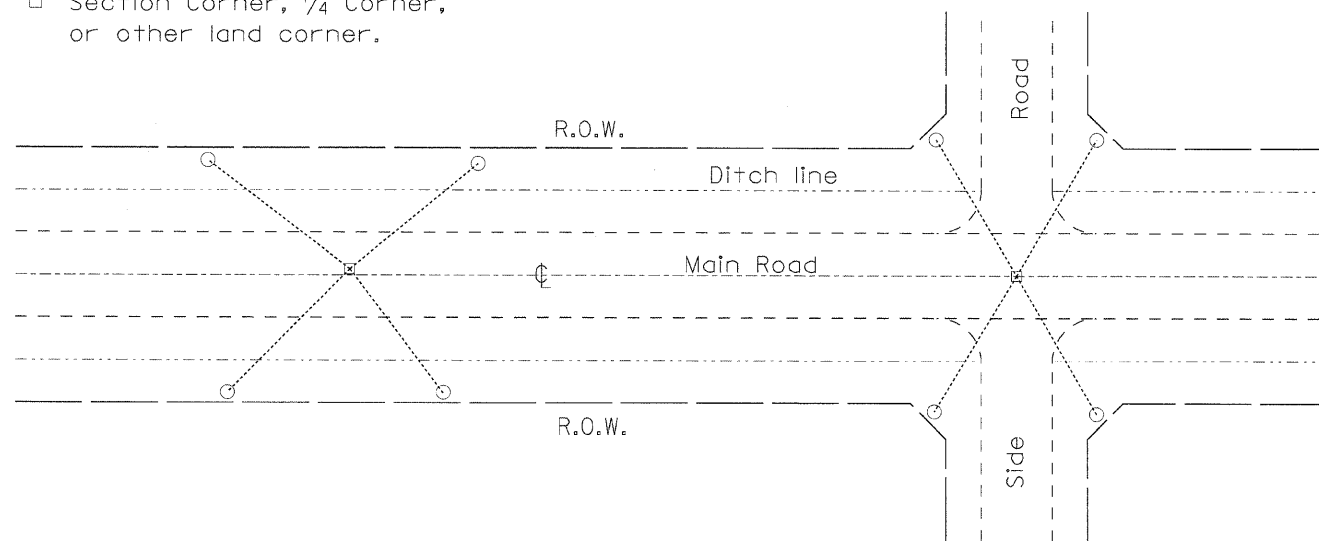 □ Section Corner, 1/4 Corner,
or other land corner.
Road
R.O.W.
Ditch line
Main Road
℄
R.O.W.
Side